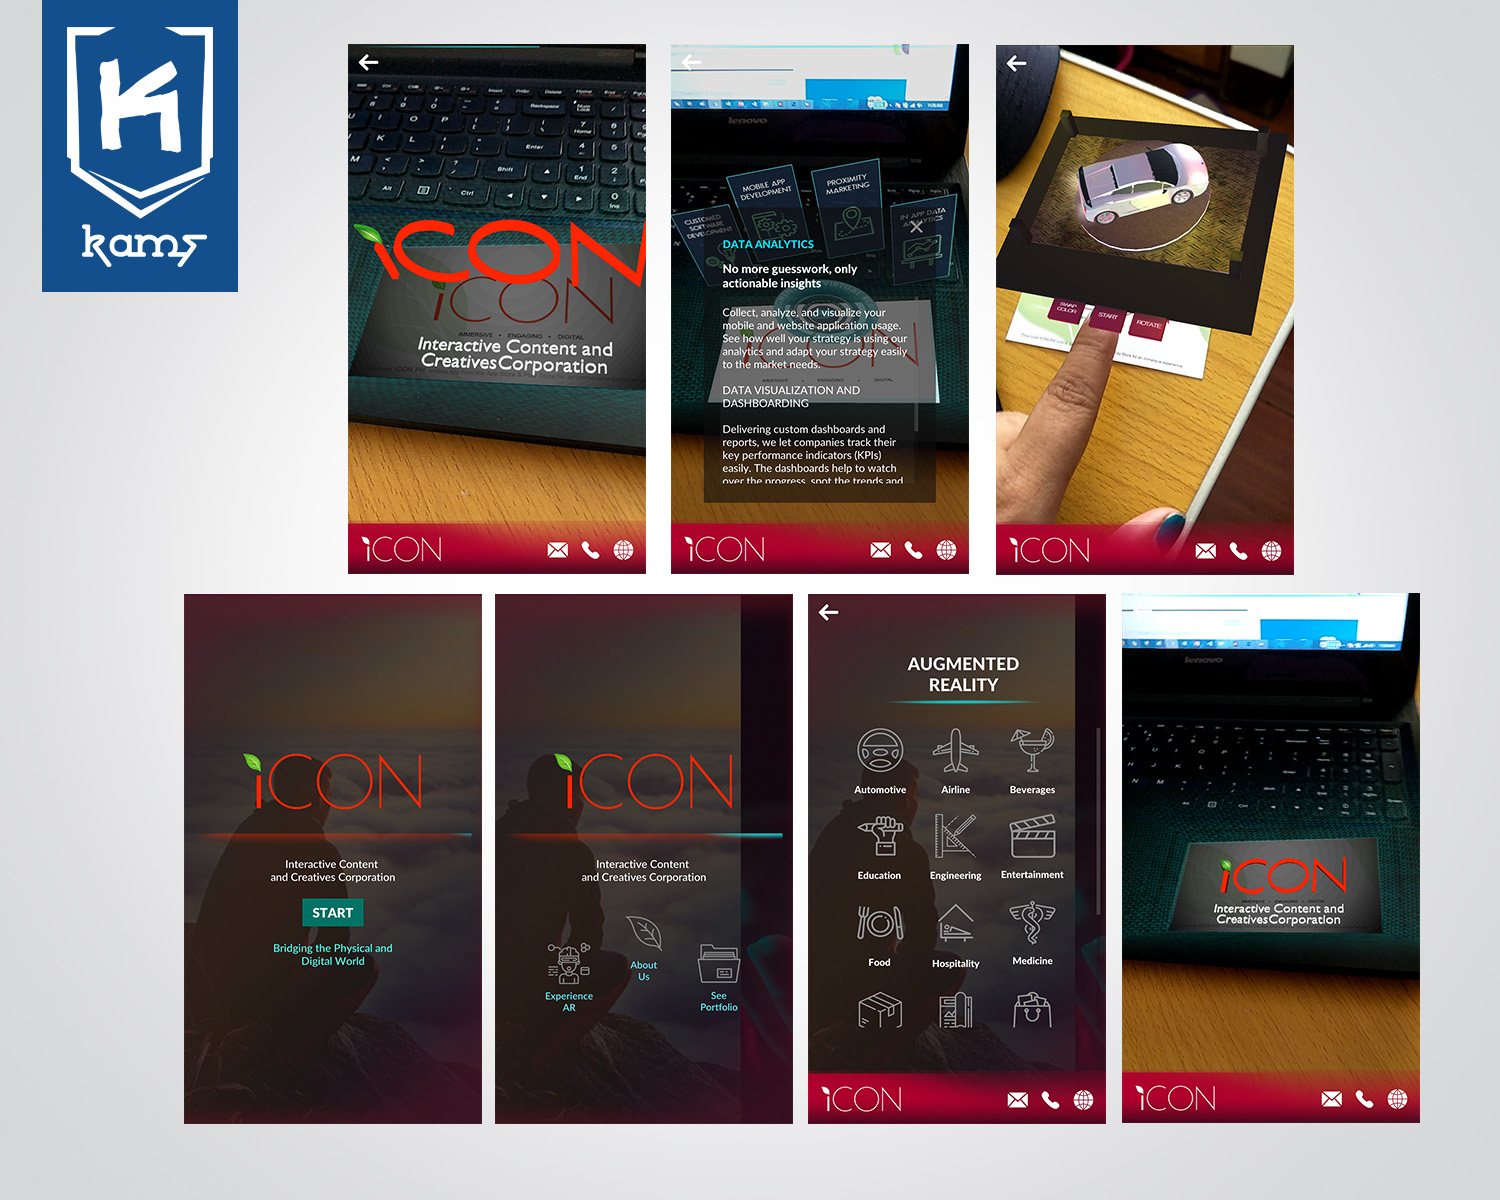 K
kams
iCON
iCON
IMMERSIVE • ENGAGING • DIGITAL
Interactive Content and
CreativesCorporation
iCON
lenovo
MOBILE APP
DEVELOPMENT
PROXIMITY
MARKETING
CUSTOMIZED
SOFTWARE
DEVELOPMENT
IN APP DATA
ANALYTICS
DATA ANALYTICS
No more guesswork, only
actionable insights
Collect, analyze, and visualize your
mobile and website application usage.
See how well your strategy is using our
analytics and adapt your strategy easily
to the market needs.
IMMERSIVE • ENGAGING • DIGITAL
DATA VISUALIZATION AND
DASHBOARDING
Delivering custom dashboards and
reports, we let companies track their
key performance indicators (KPIs)
easily. The dashboards help to watch
over the progress, spot the trends and
iCON
SWAP
COLOR
START
ROTATE
iCON
iCON
Interactive Content
and Creatives Corporation
START
Bridging the Physical and
Digital World
iCON
Interactive Content
and Creatives Corporation
Experience
AR
About
Us
See
Portfolio
AUGMENTED
REALITY
Automotive
Airline
Beverages
Education
Engineering
Entertainment
Food
Hospitality
Medicine
iCON
lenovo
iCON
Interactive Content and
CreativesCorporation
iCON